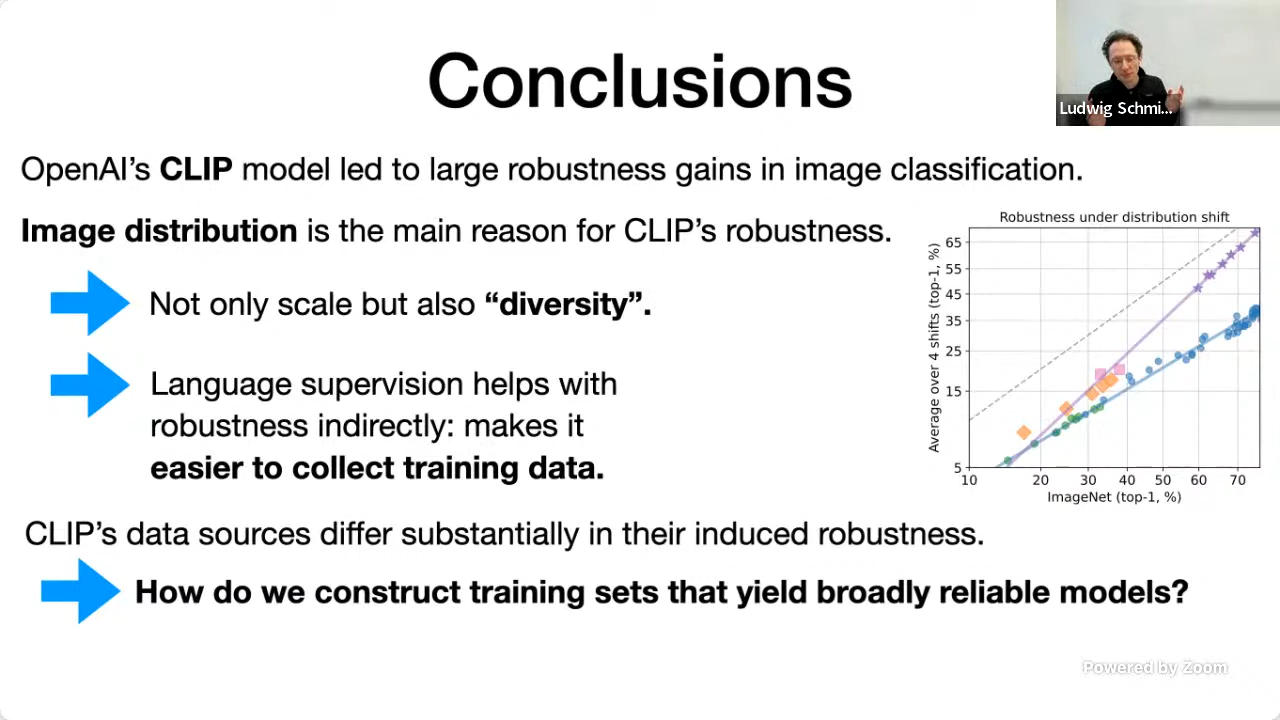 Conclusions
Ludwig Schmi...
OpenAI’s CLIP model led to large robustness gains in image classification.
Image distribution is the main reason for CLIP’s robustness.
Not only scale but also “diversity”.
Language supervision helps with
robustness indirectly: makes it
easier to collect training data.
Robustness under distribution shift
Average over 4 shifts (top-1, %)
65
55
45
35
25
15
5
10 20 30 40 50 60 70
ImageNet (top-1, %)
CLIP’s data sources differ substantially in their induced robustness.
How do we construct training sets that yield broadly reliable models?
Powered by Zoom